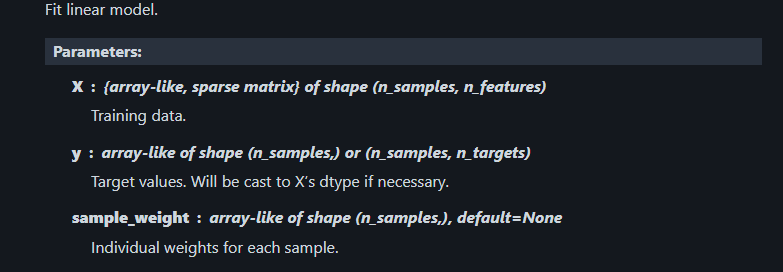 Fit linear model.
Parameters:
X : {array-like, sparse matrix} of shape (n_samples, n_features)
Training data.
y : array-like of shape (n_samples,) or (n_samples, n_targets)
Target values. Will be cast to X’s dtype if necessary.
sample_weight : array-like of shape (n_samples,), default=None
Individual weights for each sample.